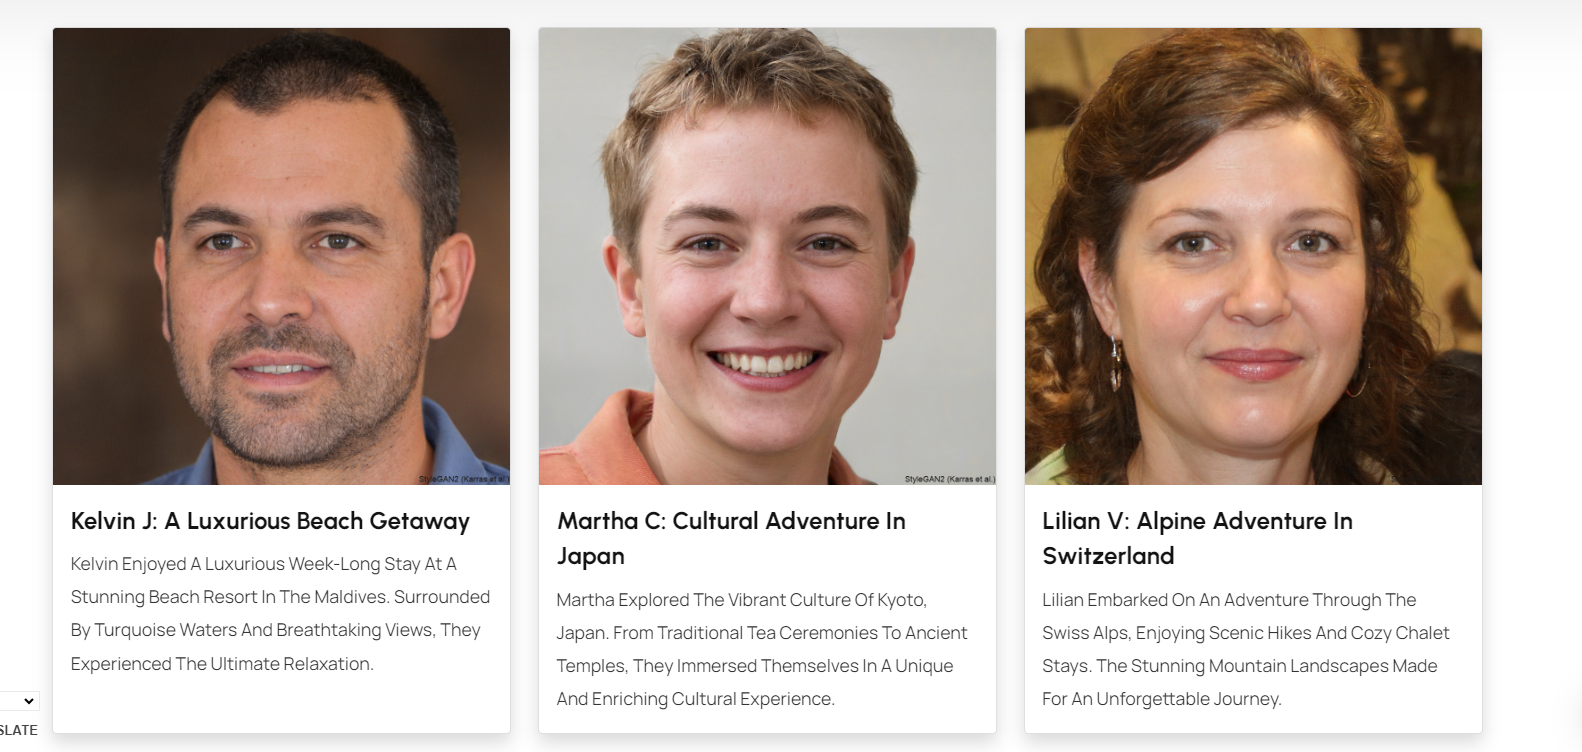 StyleGAN2 (Karras et al.)
StyleGAN2 (Karras et al.)
Kelvin J: A Luxurious Beach Getaway
Kelvin Enjoyed A Luxurious Week-Long Stay At A
Stunning Beach Resort In The Maldives. Surrounded
By Turquoise Waters And Breathtaking Views, They
Experienced The Ultimate Relaxation.
Martha C: Cultural Adventure In
Japan
Martha Explored The Vibrant Culture Of Kyoto,
Japan. From Traditional Tea Ceremonies To Ancient
Temples, They Immersed Themselves In A Unique
And Enriching Cultural Experience.
Lilian V: Alpine Adventure In
Switzerland
Lilian Embarked On An Adventure Through The
Swiss Alps, Enjoying Scenic Hikes And Cozy Chalet
Stays. The Stunning Mountain Landscapes Made
For An Unforgettable Journey.
SLATE